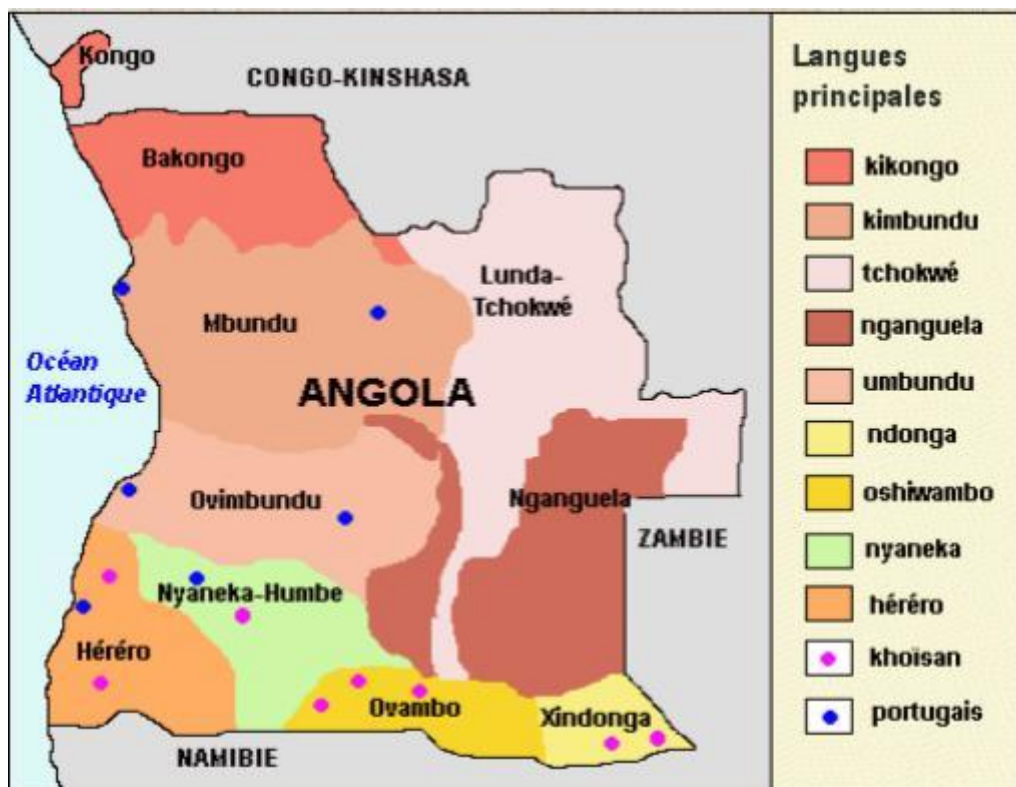 Kongo
CONGO-KINSHASA
Bakongo
Lunda-
Tchokwé
Mbundu
Océan
Atlantique
ANGOLA
Ovimbundu
Nganguela
ZAMBIE
Nyaneka-Humbe
Héréro
Ovambo
Xindonga
NAMIBIE
Langues
principales
kikongo
kimbundu
tchokwé
nganguela
umbundu
ndonga
oshiwambo
nyaneka
héréro
khoïsan
portugais